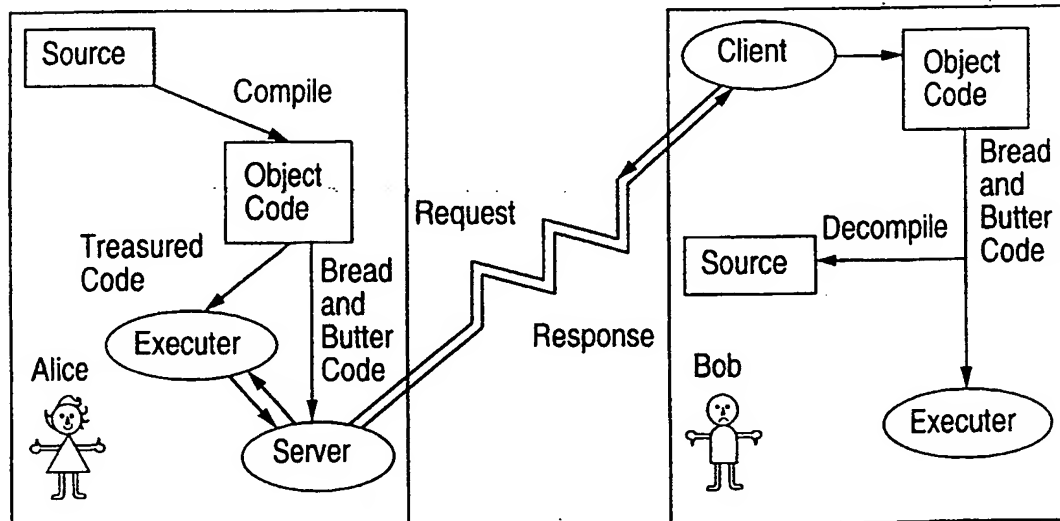 Source
Compile
Object
Code
Treasured
Code
Bread
and
Butter
Code
Executer
Alice
Server
Request
Response
Client
Object
Code
Bread
and
Butter
Code
Decompile
Source
Bob
Executer